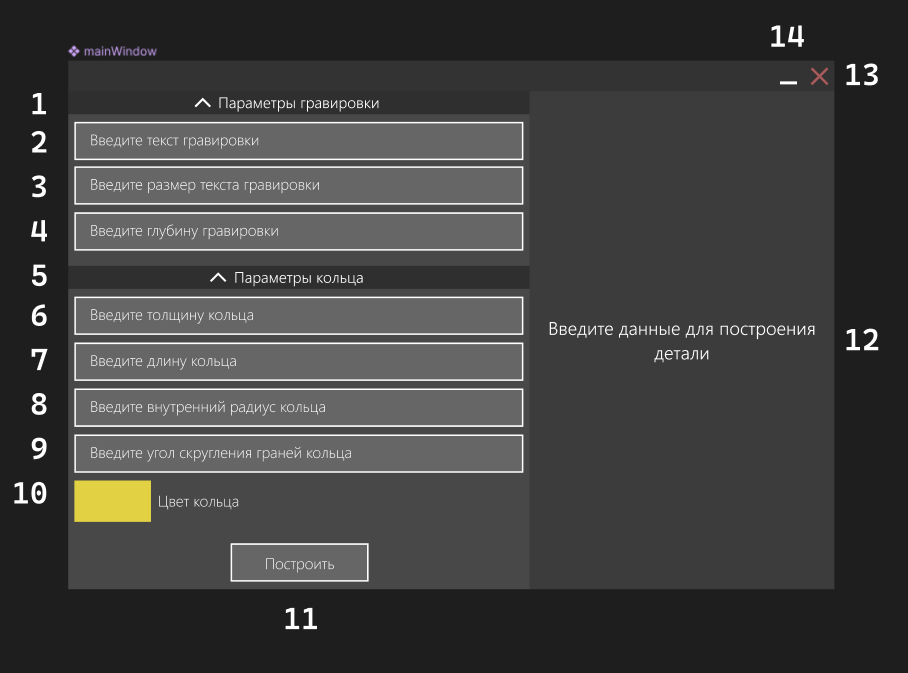 14
mainWindow
13
1
Параметры гравировки
2
Введите текст гравировки
3
Введите размер текста гравировки
4
Введите глубину гравировки
5
Параметры кольца
6
Введите толщину кольца
7
Введите длину кольца
8
Введите внутренний радиус кольца
9
Введите угол скругления граней кольца
10
Цвет кольца
Построить
11
Введите данные для построения
детали
12